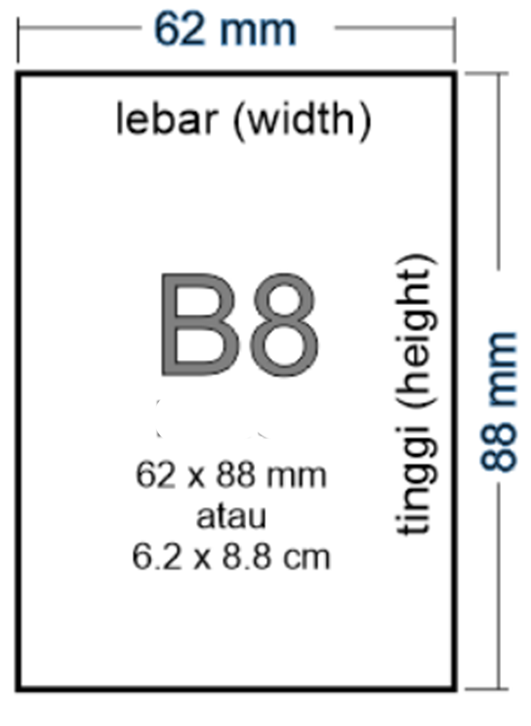 62 mm
lebar (width)
B8
tinggi (height)
88 mm
62 x 88 mm
atau
6.2 x 8.8 cm